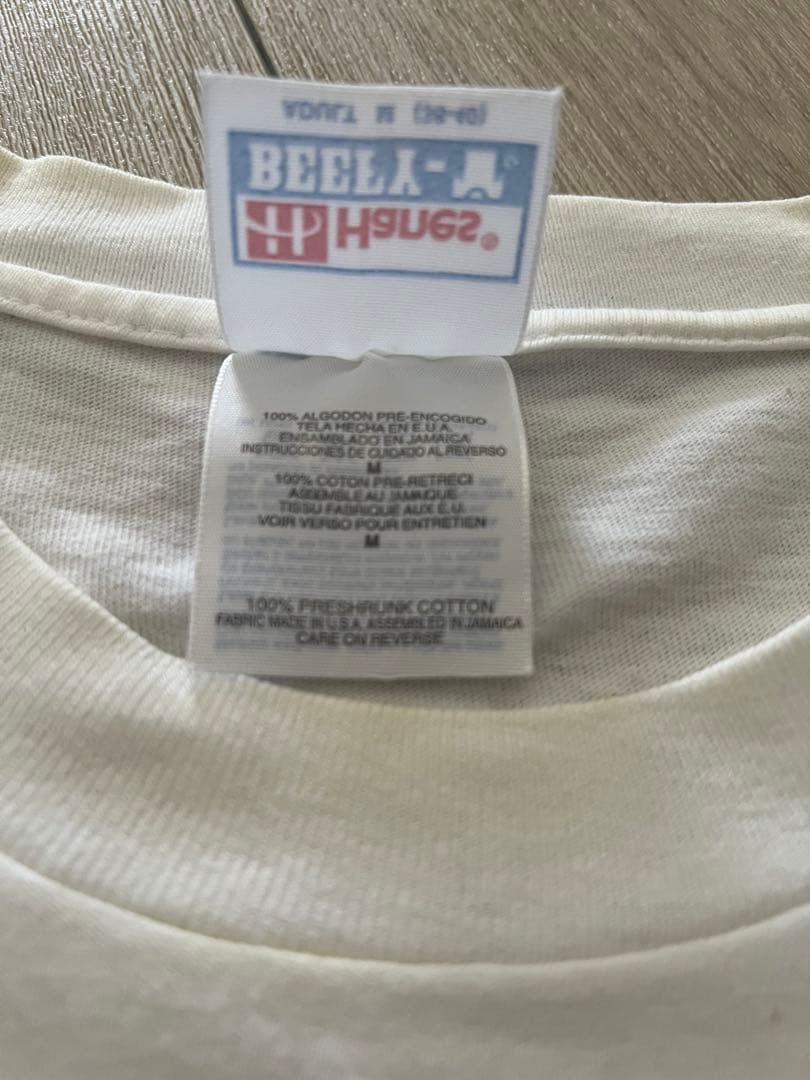 Hanes®
BEEFY-T®
ADULT M (38-40)
100% ALGODON PRE-ENCOGIDO
TELA HECHA EN E.U.A.
ENSAMBLADO EN JAMAICA
INSTRUCCIONES DE CUIDADO AL REVERSO
M
100% COTON PRE-RETRECI
ASSEMBLE AU JAMAIQUE
TISSU FABRIQUE AUX E.U.
VOIR VERSO POUR ENTRETIEN
M
100% PRESHRUNK COTTON
FABRIC MADE IN U.S.A. ASSEMBLED IN JAMAICA
CARE ON REVERSE